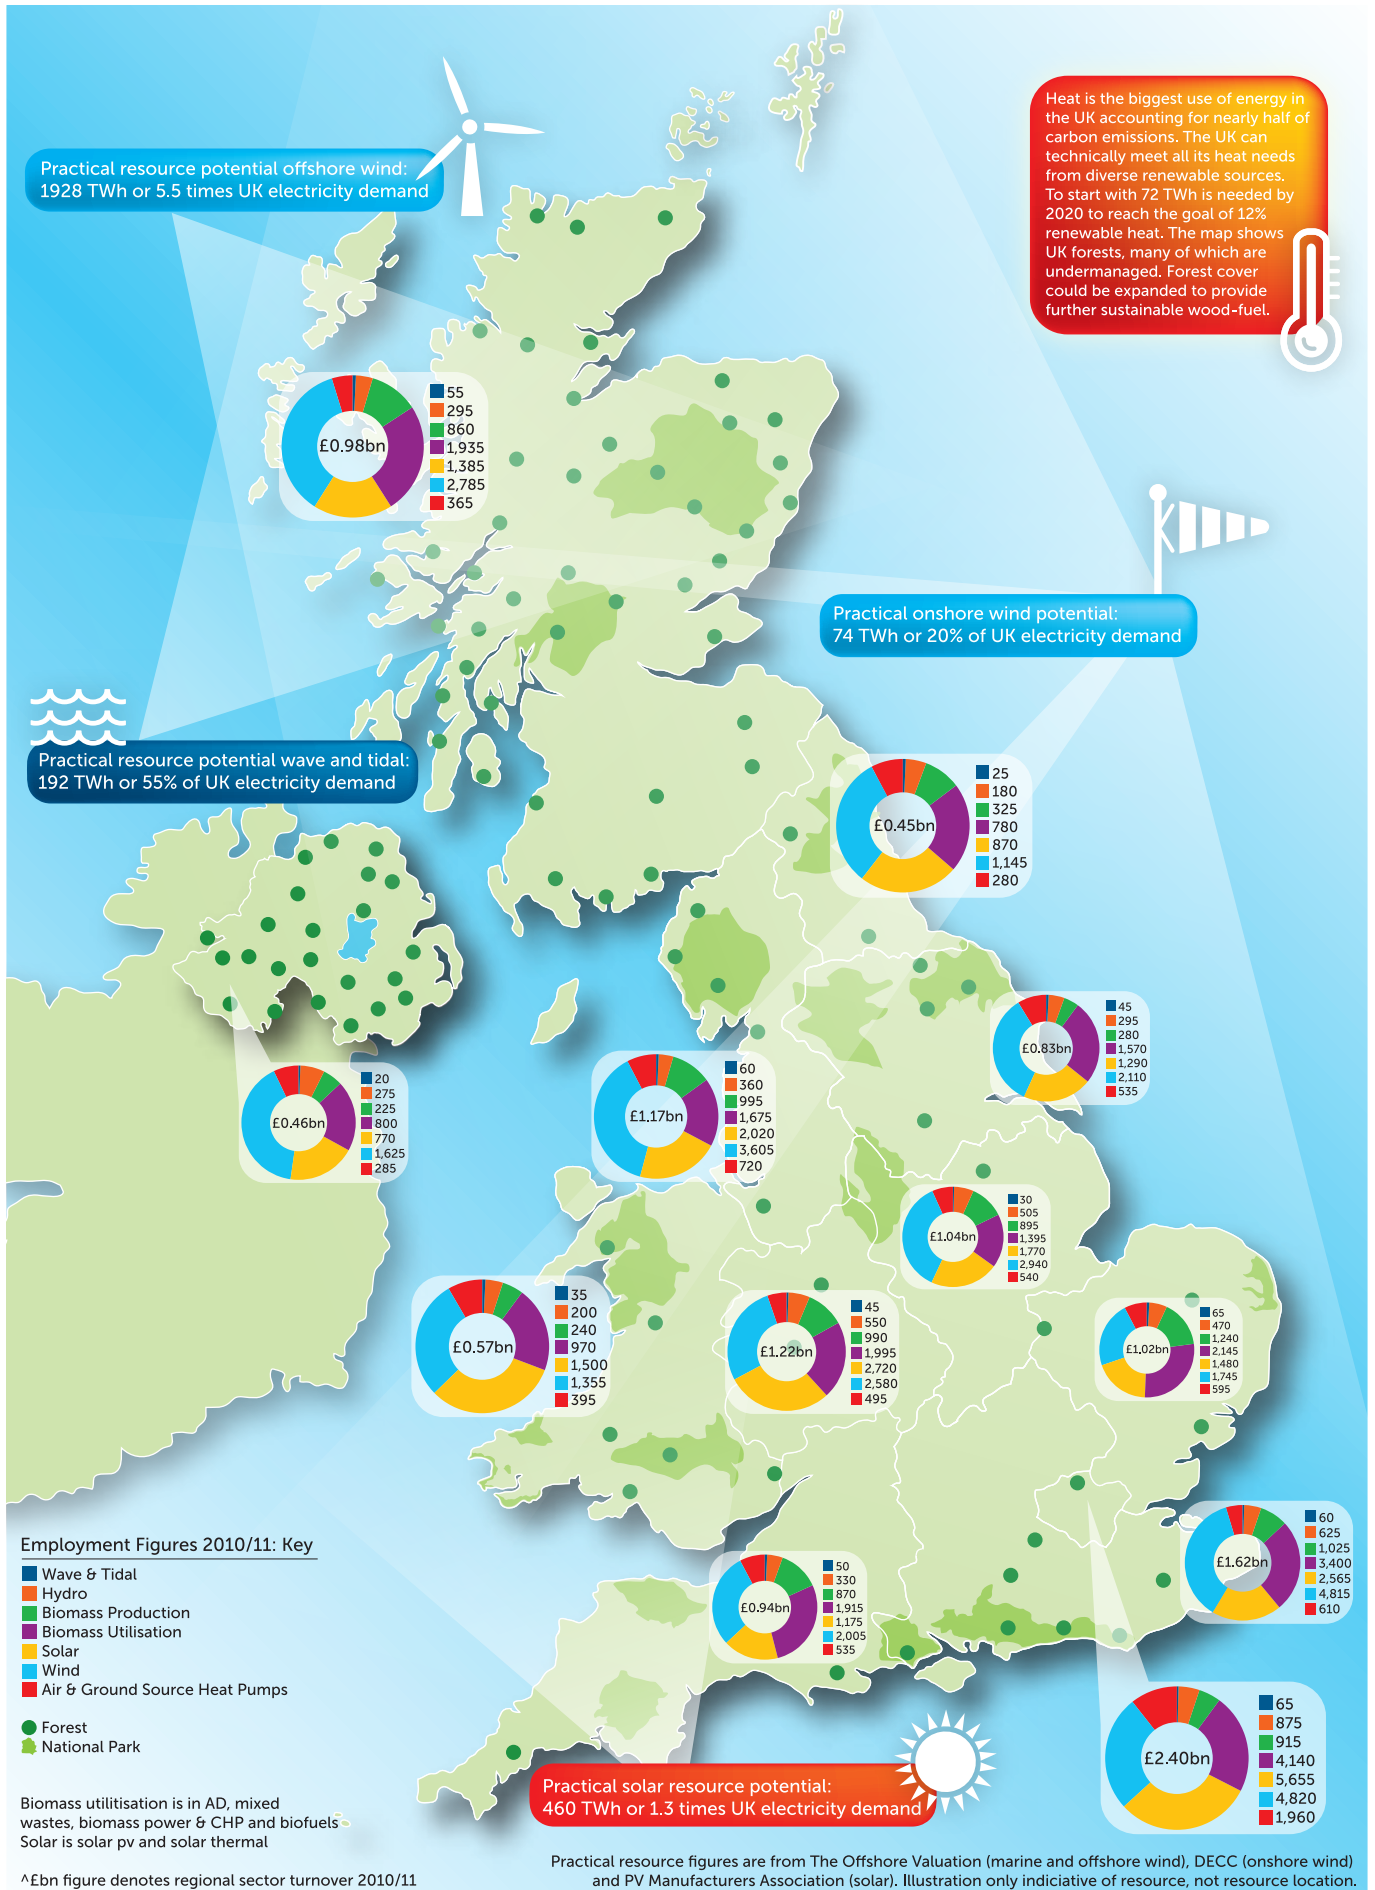 Heat is the biggest use of energy in
the UK accounting for nearly half of
carbon emissions. The UK can
technically meet all its heat needs
from diverse renewable sources.
To start with 72 TWh is needed by
2020 to reach the goal of 12%
renewable heat. The map shows
UK forests, many of which are
undermanaged. Forest cover
could be expanded to provide
further sustainable wood-fuel.
Practical resource potential offshore wind:
1928 TWh or 5.5 times UK electricity demand
£0.98bn
55
295
860
1,935
1,385
2,785
365
Practical onshore wind potential:
74 TWh or 20% of UK electricity demand
Practical resource potential wave and tidal:
192 TWh or 55% of UK electricity demand
£0.45bn
25
180
325
780
870
1,145
280
£0.83bn
45
295
280
1,570
1,290
2,110
535
£0.46bn
20
275
225
800
770
1,625
285
£1.17bn
60
360
995
1,675
2,020
3,605
720
£1.04bn
30
505
895
1,395
1,770
2,940
540
£0.57bn
35
200
240
970
1,500
1,355
395
£1.22bn
45
550
990
1,995
2,720
2,580
495
£1.02bn
65
470
1,240
2,145
1,480
1,745
595
£1.62bn
60
625
1,025
3,400
2,565
4,815
610
£0.94bn
50
330
870
1,915
1,175
2,005
535
£2.40bn
65
875
915
4,140
5,655
4,820
1,960
Employment Figures 2010/11: Key
Wave & Tidal
Hydro
Biomass Production
Biomass Utilisation
Solar
Wind
Air & Ground Source Heat Pumps
Forest
National Park
Practical solar resource potential:
460 TWh or 1.3 times UK electricity demand
Biomass utilitisation is in AD, mixed
wastes, biomass power & CHP and biofuels
Solar is solar pv and solar thermal
^£bn figure denotes regional sector turnover 2010/11
Practical resource figures are from The Offshore Valuation (marine and offshore wind), DECC (onshore wind)
and PV Manufacturers Association (solar). Illustration only indiciative of resource, not resource location.